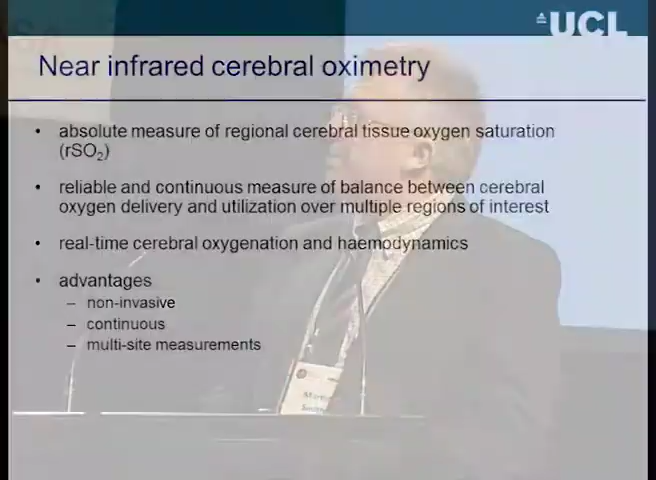 UCL
Near infrared cerebral oximetry
• absolute measure of regional cerebral tissue oxygen saturation
(rSO₂)
• reliable and continuous measure of balance between cerebral
oxygen delivery and utilization over multiple regions of interest
• real-time cerebral oxygenation and haemodynamics
• advantages
– non-invasive
– continuous
– multi-site measurements